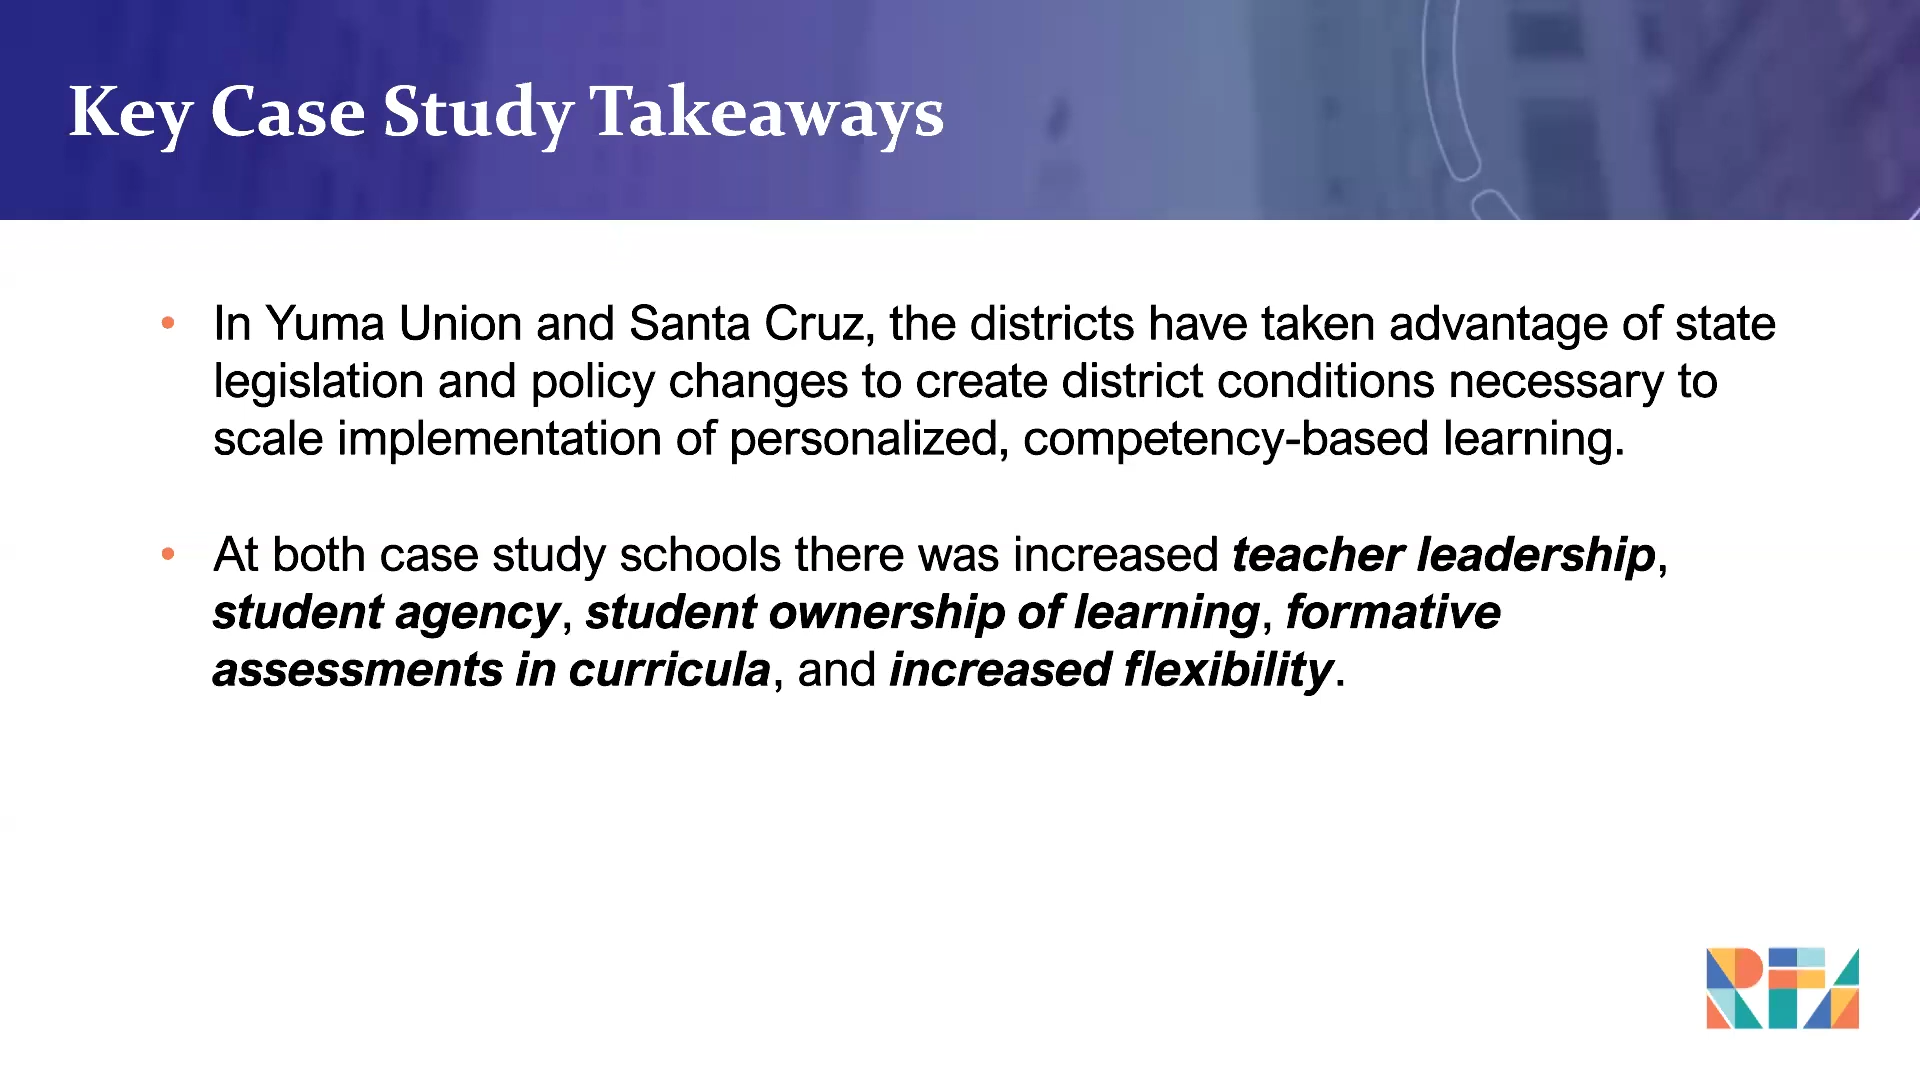 Key Case Study Takeaways
• In Yuma Union and Santa Cruz, the districts have taken advantage of state
legislation and policy changes to create district conditions necessary to
scale implementation of personalized, competency-based learning.
• At both case study schools there was increased teacher leadership,
student agency, student ownership of learning, formative
assessments in curricula, and increased flexibility.
RFA